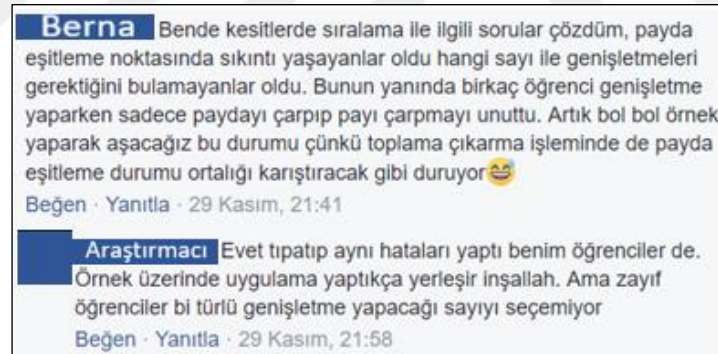 Berna Bende kesitlerde sıralama ile ilgili sorular çözdüm, payda
eşitleme noktasında sıkıntı yaşayanlar oldu hangi sayı ile genişletmeleri
gerektiğini bulamayanlar oldu. Bunun yanında birkaç öğrenci genişletme
yaparken sadece paydayı çarpıp payı çarpmayı unuttu. Artık bol bol örnek
yaparak aşacağız bu durumu çünkü toplama çıkarma işleminde de payda
eşitleme durumu ortalığı karıştıracak gibi duruyor😅
Beğen · Yanıtla · 29 Kasım, 21:41
Araştırmacı Evet tıpatıp aynı hataları yaptı benim öğrenciler de.
Örnek üzerinde uygulama yaptıkça yerleşir inşallah. Ama zayıf
öğrenciler bi türlü genişletme yapacağı sayıyı seçemiyor
Beğen · Yanıtla · 29 Kasım, 21:58